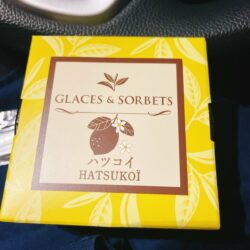 GLACES & SORBETS
ハツコイ
HATSUKOÏ